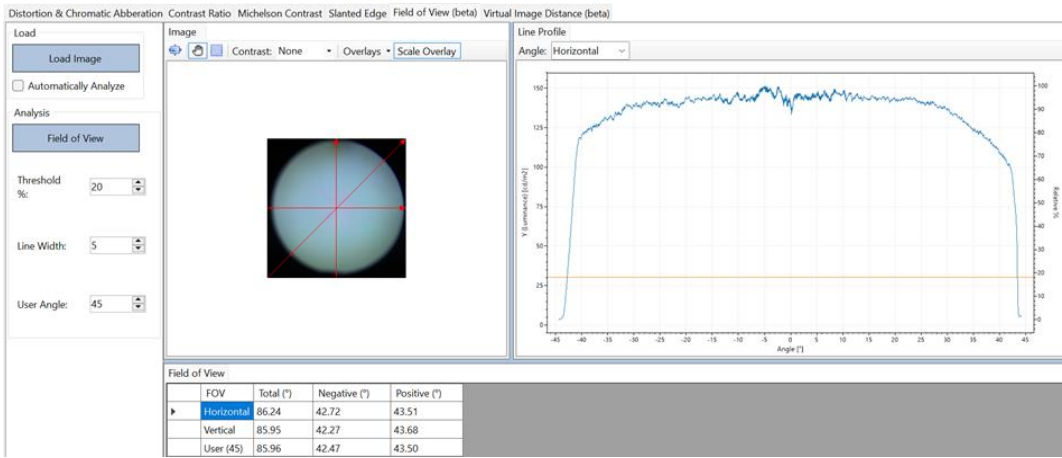 Distortion & Chromatic Abberation Contrast Ratio Michelson Contrast Slanted Edge Field of View (beta) Virtual Image Distance (beta)
Load
Load Image
Automatically Analyze
Analysis
Field of View
Threshold
%:
20
Line Width:
5
User Angle:
45
Image
Contrast: None
Overlays
Scale Overlay
Line Profile
Angle: Horizontal
Y (Luminance) [cd/m2]
150
125
100
75
50
25
0
100
90
80
70
60
50
40
30
20
10
0
Relative %
-45 -40 -35 -30 -25 -20 -15 -10 -5 0 5 10 15 20 25 30 35 40 45
Angle [°]
Field of View
FOV Total (°) Negative (°) Positive (°)
Horizontal 86.24 42.72 43.51
Vertical 85.95 42.27 43.68
User (45) 85.96 42.47 43.50